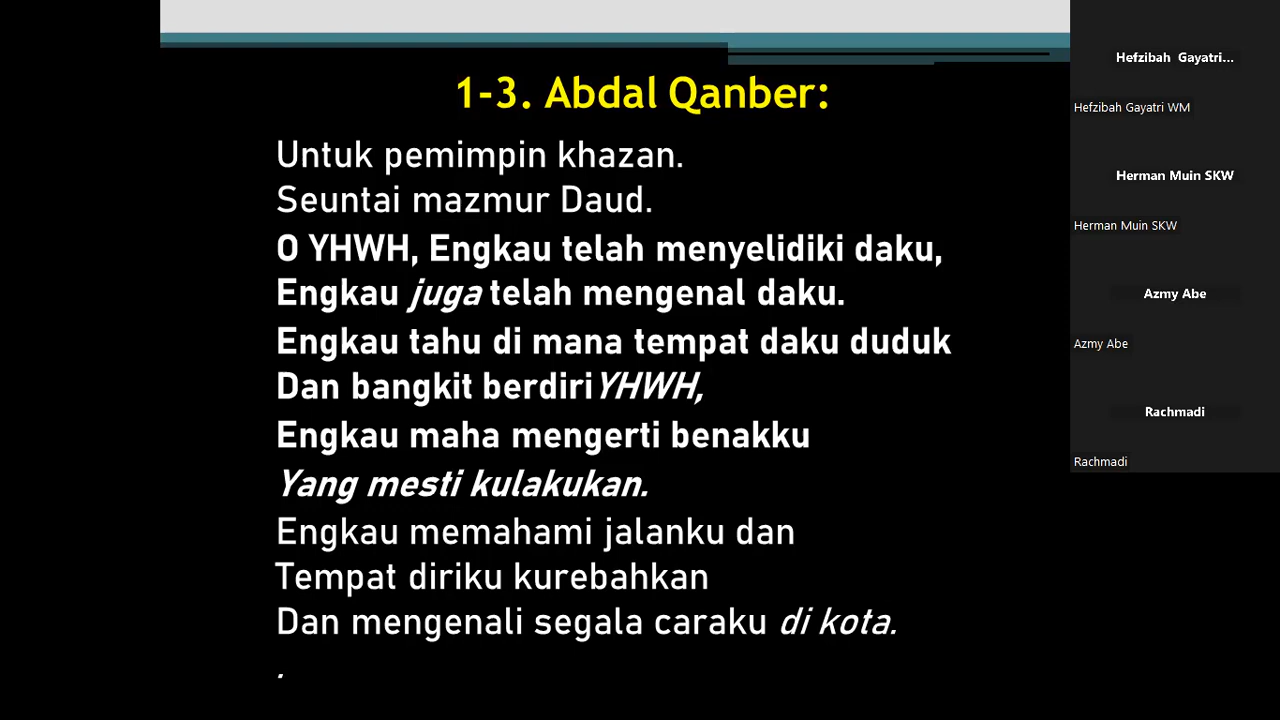 1-3. Abdal Qanber:
Untuk pemimpin khazan.
Seuntai mazmur Daud.
O YHWH, Engkau telah menyelidiki daku,
Engkau juga telah mengenal daku.
Engkau tahu di mana tempat daku duduk
Dan bangkit berdiriYHWH,
Engkau maha mengerti benakku
Yang mesti kulakukan.
Engkau memahami jalanku dan
Tempat diriku kurebahkan
Dan mengenali segala caraku di kota.
.
Hefzibah Gayatri...
Hefzibah Gayatri WM
Herman Muin SKW
Herman Muin SKW
Azmy Abe
Azmy Abe
Rachmadi
Rachmadi